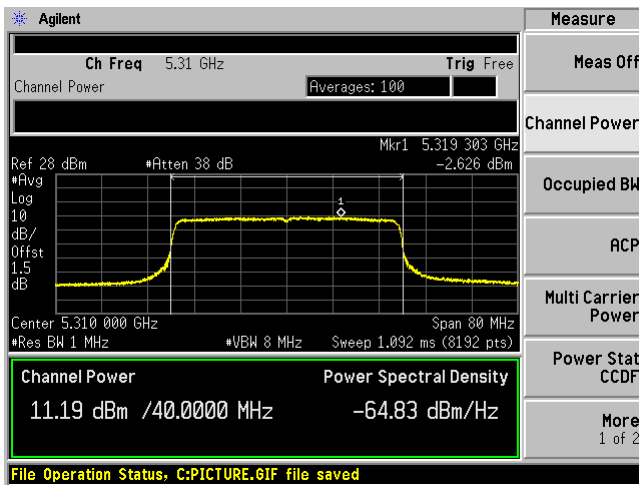 Agilent
Measure
Ch Freq 5.31 GHz Trig Free
Channel Power Averages: 100
Mkr1 5.319 303 GHz
Ref 28 dBm #Atten 38 dB -2.626 dBm
#Avg
Log
10
dB/
Offst
1.5
dB
1
Center 5.310 000 GHz Span 80 MHz
#Res BW 1 MHz #VBW 8 MHz Sweep 1.092 ms (8192 pts)
Channel Power Power Spectral Density
11.19 dBm /40.0000 MHz -64.83 dBm/Hz
File Operation Status, C:PICTURE.GIF file saved
Meas Off
Channel Power
Occupied BW
ACP
Multi Carrier
Power
Power Stat
CCDF
More
1 of 2